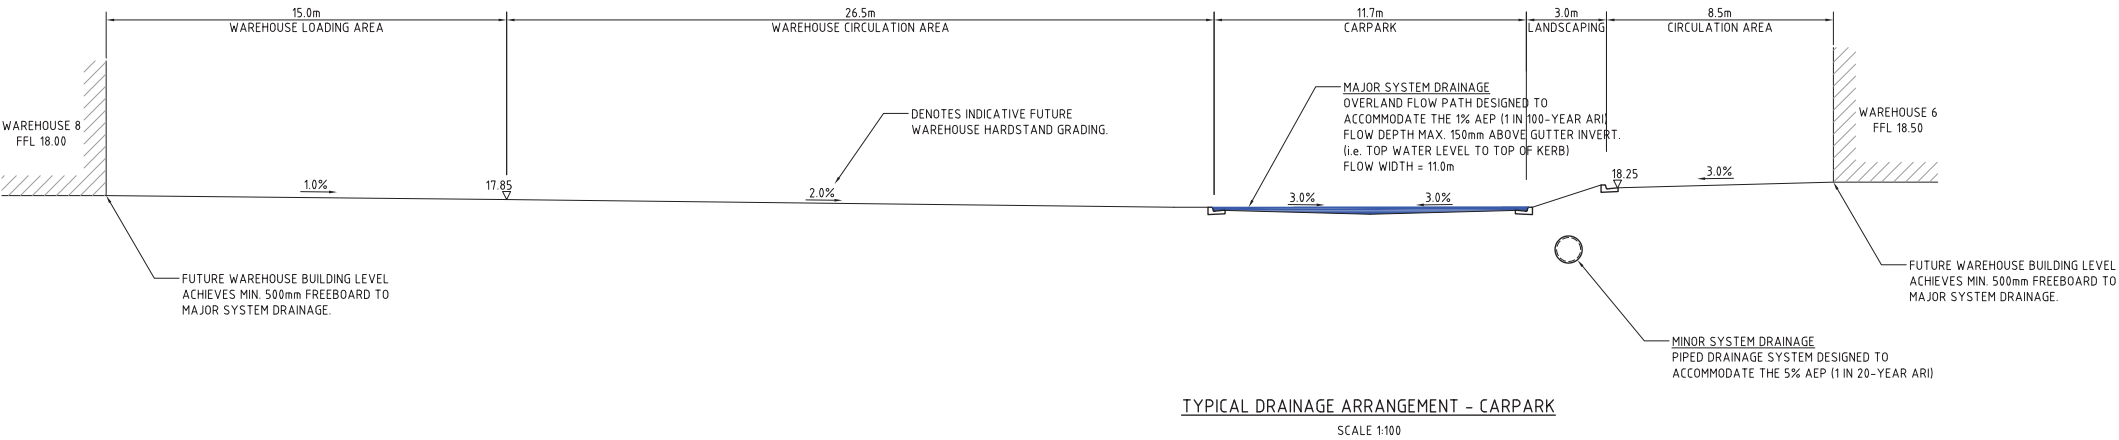 15.0m
WAREHOUSE LOADING AREA
26.5m
WAREHOUSE CIRCULATION AREA
11.7m
CARPARK
3.0m
LANDSCAPING
8.5m
CIRCULATION AREA
WAREHOUSE 8
FFL 18.00
1.0%
17.85
DENOTES INDICATIVE FUTURE
WAREHOUSE HARDSTAND GRADING.
2.0%
MAJOR SYSTEM DRAINAGE
OVERLAND FLOW PATH DESIGNED TO
ACCOMMODATE THE 1% AEP (1 IN 100-YEAR ARI)
FLOW DEPTH MAX. 150mm ABOVE GUTTER INVERT.
(i.e. TOP WATER LEVEL TO TOP OF KERB)
FLOW WIDTH = 11.0m
3.0%
3.0%
18.25
3.0%
WAREHOUSE 6
FFL 18.50
FUTURE WAREHOUSE BUILDING LEVEL
ACHIEVES MIN. 500mm FREEBOARD TO
MAJOR SYSTEM DRAINAGE.
FUTURE WAREHOUSE BUILDING LEVEL
ACHIEVES MIN. 500mm FREEBOARD TO
MAJOR SYSTEM DRAINAGE.
MINOR SYSTEM DRAINAGE
PIPED DRAINAGE SYSTEM DESIGNED TO
ACCOMMODATE THE 5% AEP (1 IN 20-YEAR ARI)
TYPICAL DRAINAGE ARRANGEMENT - CARPARK
SCALE 1:100